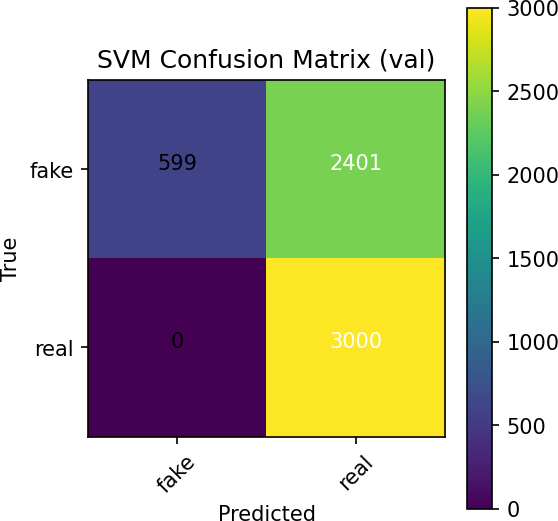 SVM Confusion Matrix (val)
True
fake
599
2401
real
0
3000
fake
real
Predicted
3000
2500
2000
1500
1000
500
0